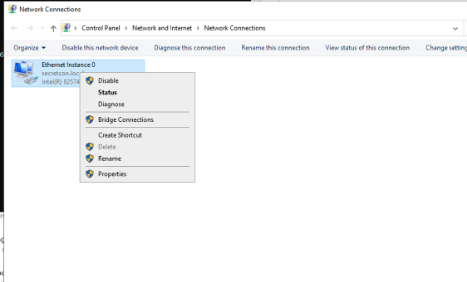 Network Connections
Control Panel > Network and Internet > Network Connections
Organize Disable this network device Diagnose this connection Rename this connection View status of this connection Change setting
Ethernet Instance 0
secretcon.loc
Intel(R) 82574
Disable
Status
Diagnose
Bridge Connections
Create Shortcut
Delete
Rename
Properties